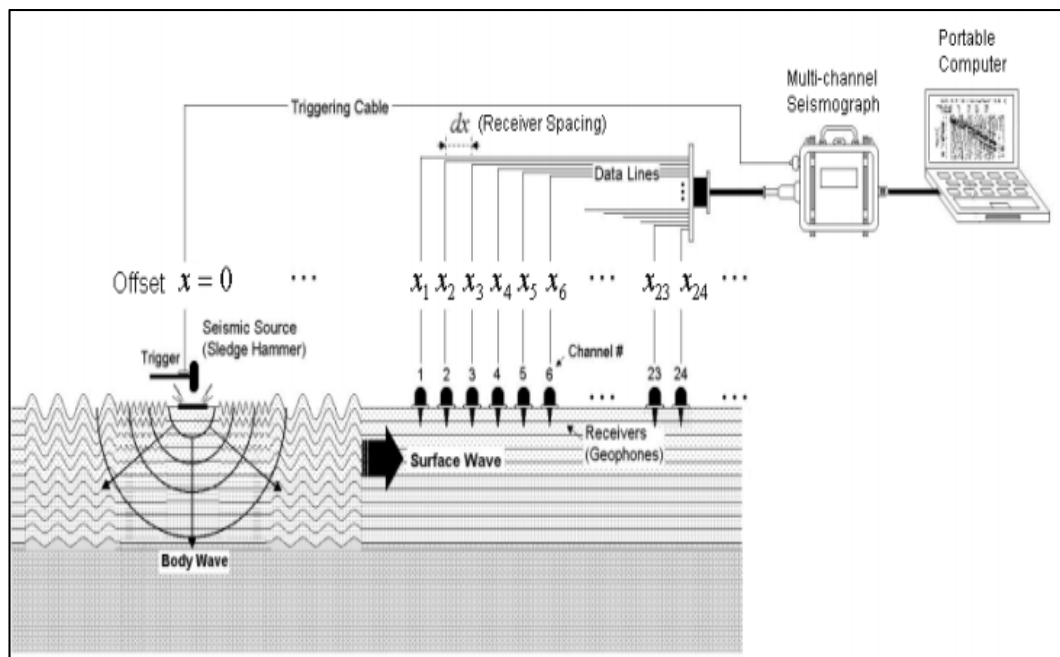 Portable
Computer
Multi-channel
Seismograph
Triggering Cable
dx (Receiver Spacing)
Data Lines
Offset x = 0 ... x₁ x₂ x₃ x₄ x₅ x₆ ... x₂₃ x₂₄ ...
Seismic Source
(Sledge Hammer)
Trigger
Channel #
1 2 3 4 5 6 ... 23 24 ...
Receivers
(Geophones)
Surface Wave
Body Wave